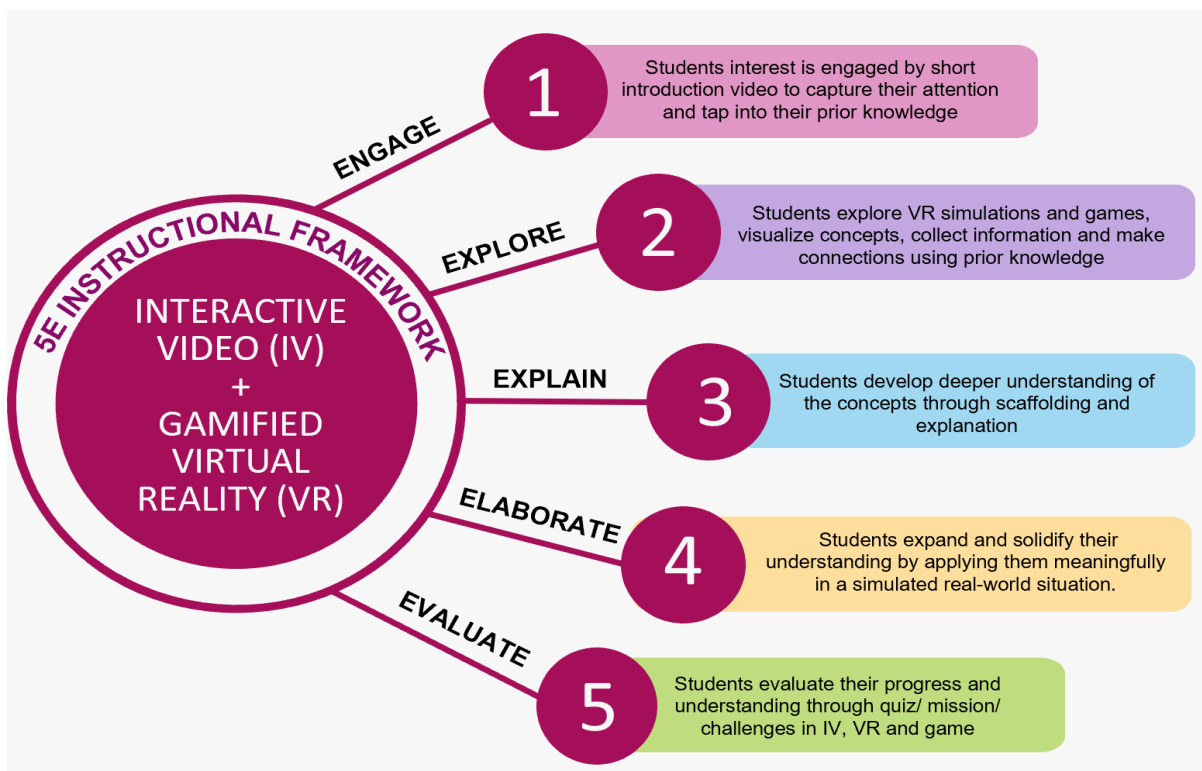 5E INSTRUCTIONAL FRAMEWORK
INTERACTIVE
VIDEO (IV)
+
GAMIFIED
VIRTUAL
REALITY (VR)
ENGAGE
1
Students interest is engaged by short
introduction video to capture their attention
and tap into their prior knowledge
EXPLORE
2
Students explore VR simulations and games,
visualize concepts, collect information and make
connections using prior knowledge
EXPLAIN
3
Students develop deeper understanding of
the concepts through scaffolding and
explanation
ELABORATE
4
Students expand and solidify their
understanding by applying them meaningfully
in a simulated real-world situation.
EVALUATE
5
Students evaluate their progress and
understanding through quiz/ mission/
challenges in IV, VR and game